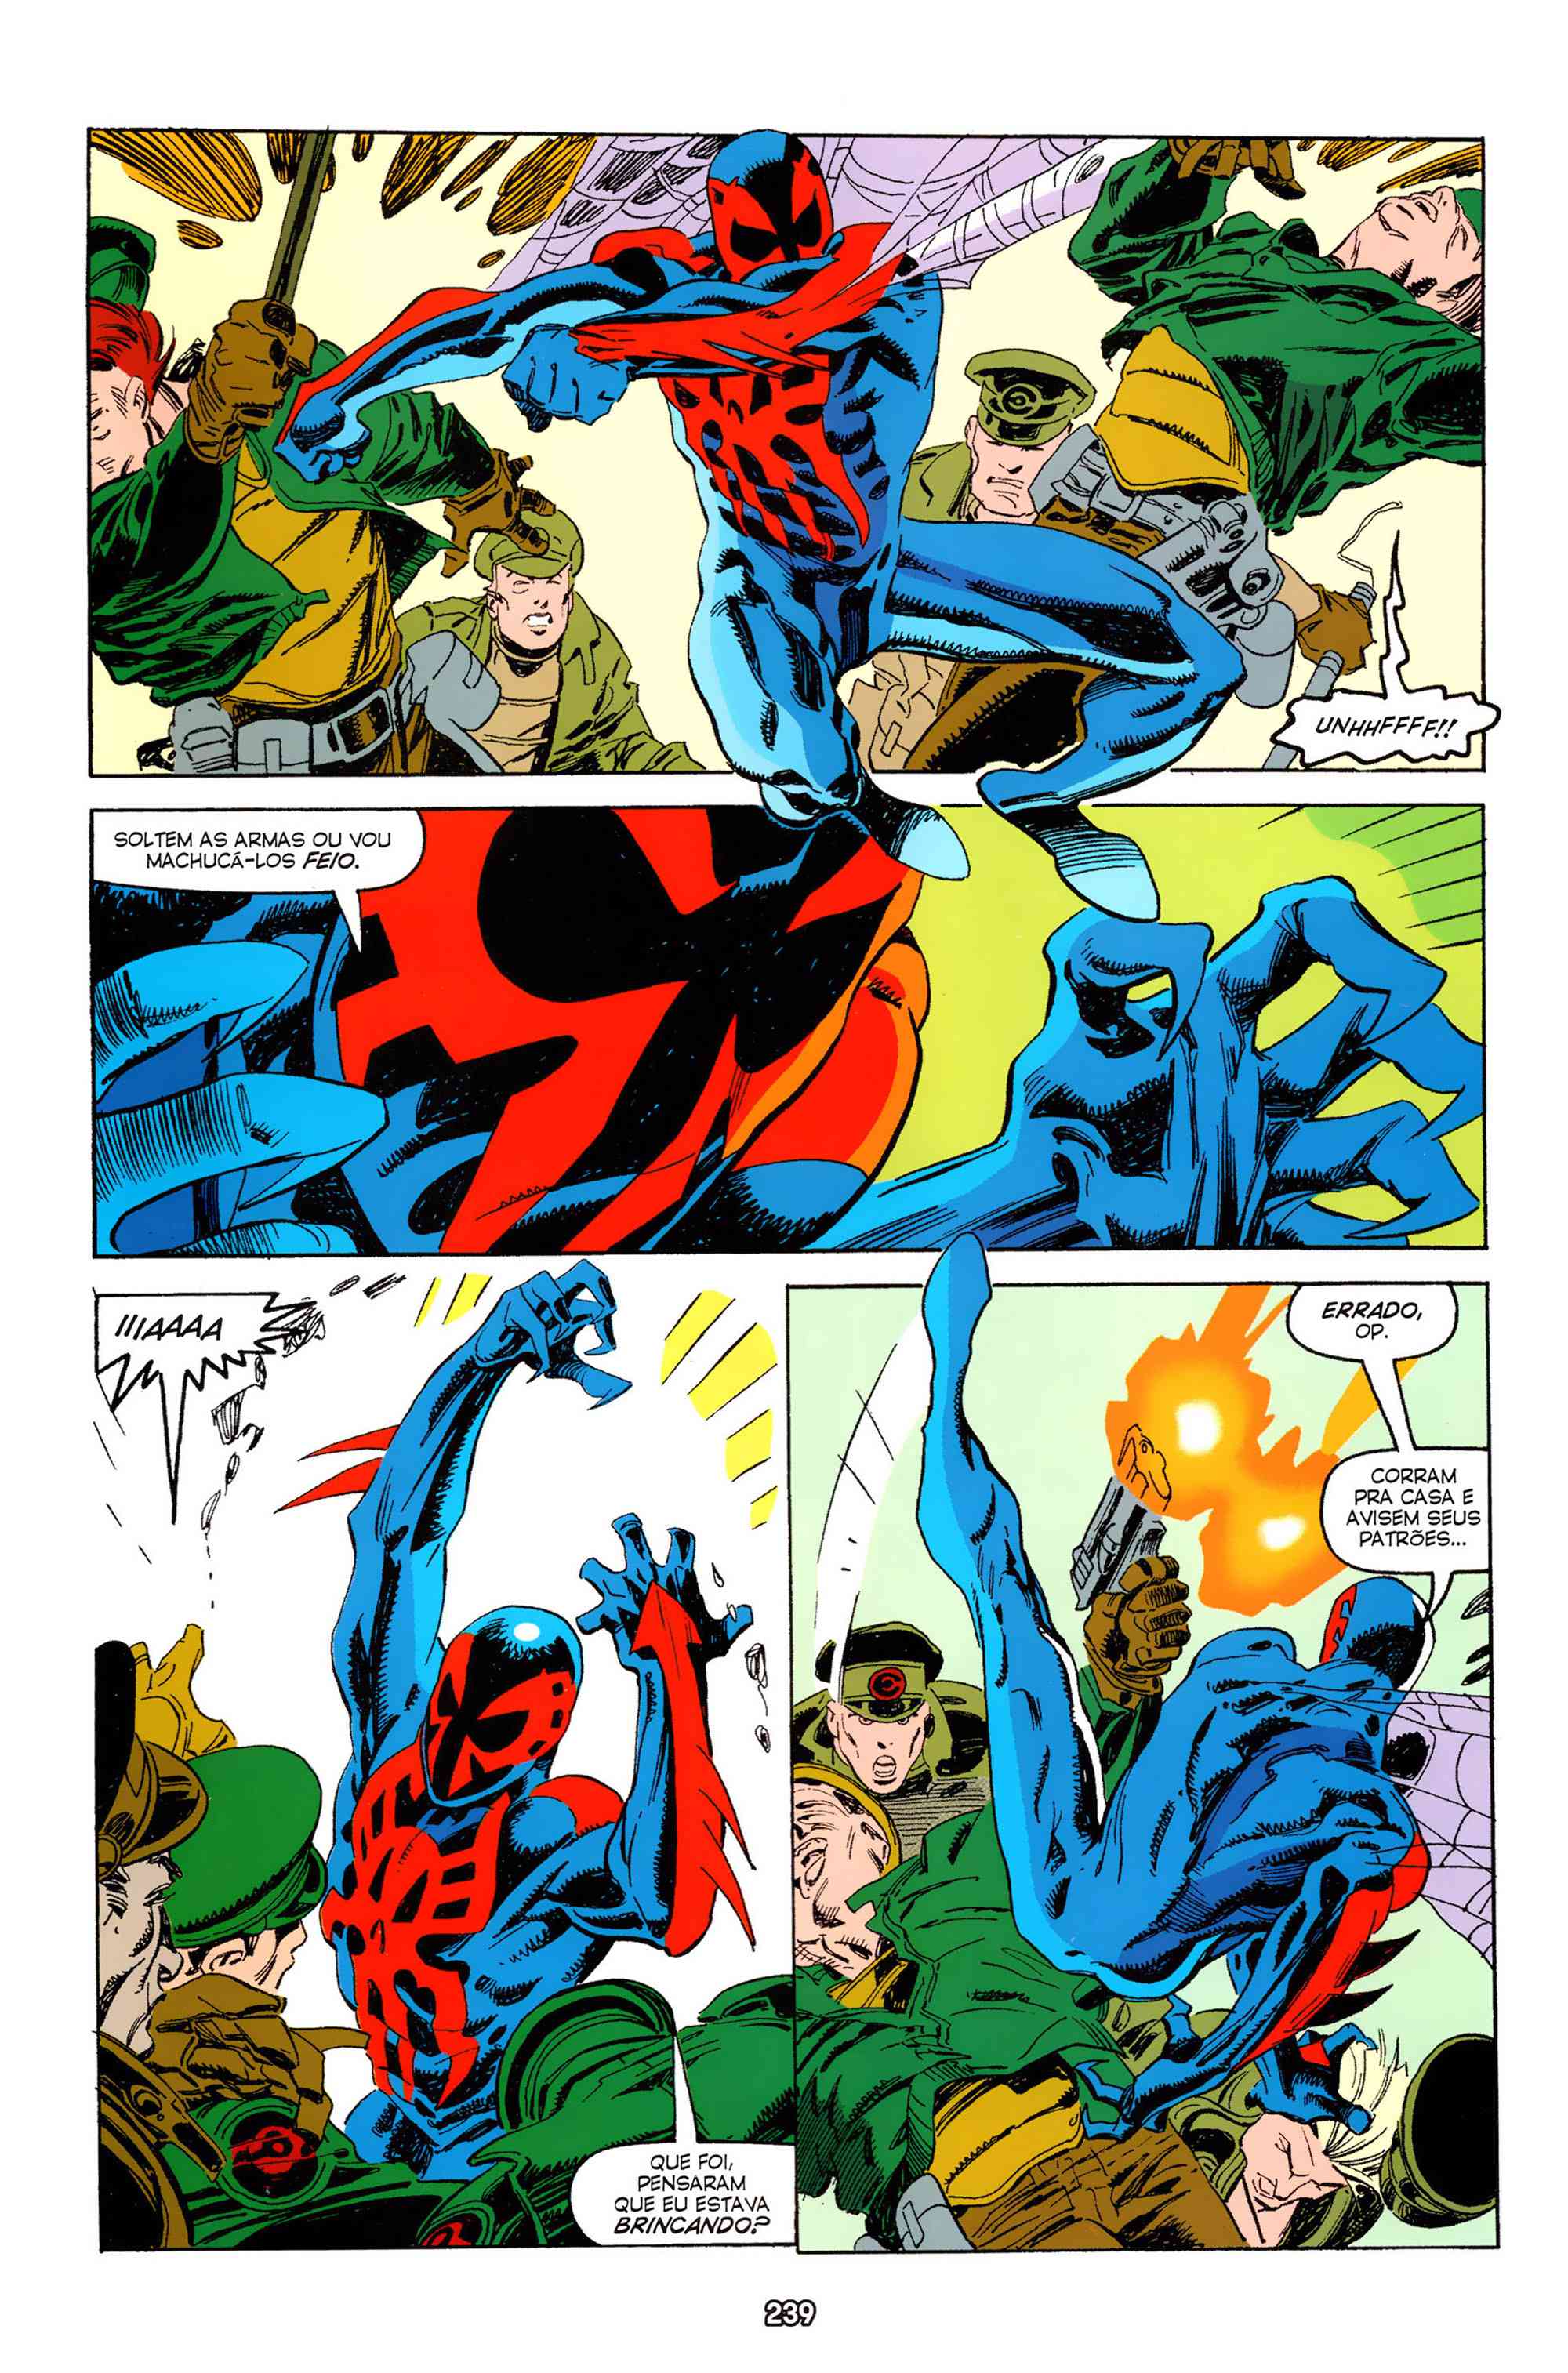 UNHHFFFF!!
SOLTEM AS ARMAS OU VOU
MACHUCÁ-LOS FEIO.
IIIAAAA
QUE FOI,
PENSARAM
QUE EU ESTAVA
BRINCANDO?
ERRADO,
OP.
CORRAM
PRA CASA E
AVISEM SEUS
PATRÕES...
239